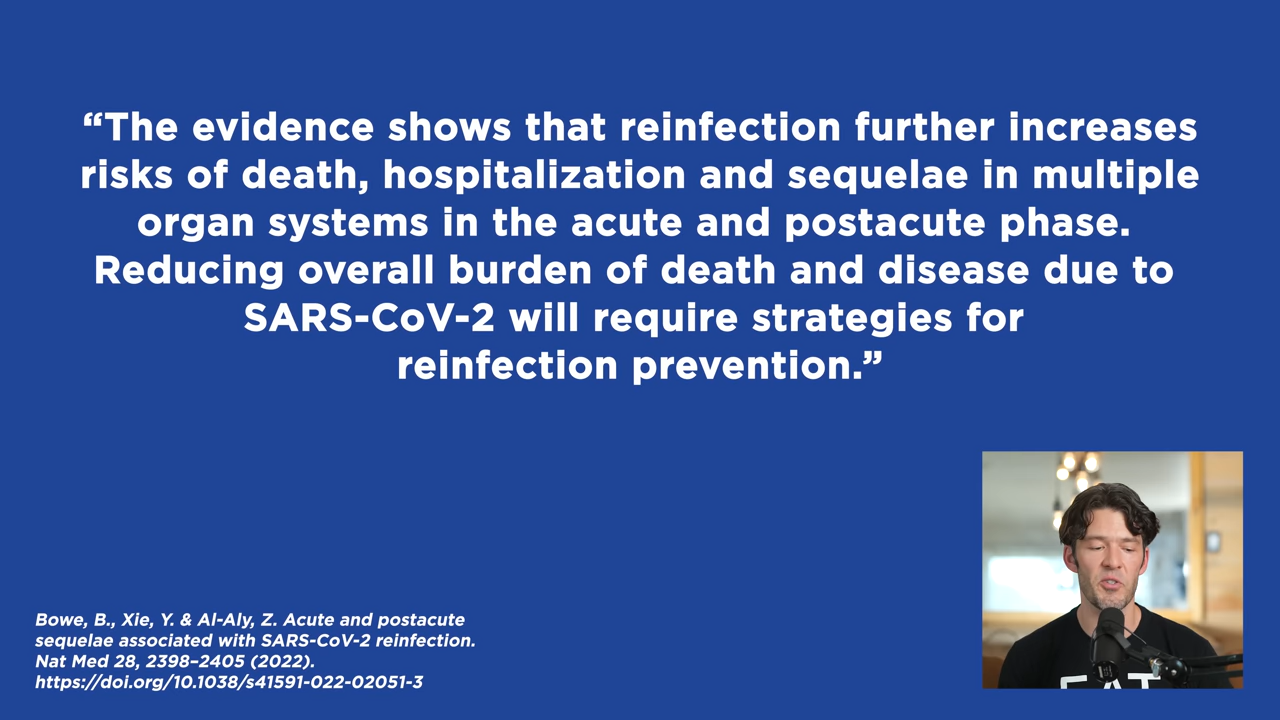 “The evidence shows that reinfection further increases
risks of death, hospitalization and sequelae in multiple
organ systems in the acute and postacute phase.
Reducing overall burden of death and disease due to
SARS-CoV-2 will require strategies for
reinfection prevention.”
Bowe, B., Xie, Y. & Al-Aly, Z. Acute and postacute
sequelae associated with SARS-CoV-2 reinfection.
Nat Med 28, 2398–2405 (2022).
https://doi.org/10.1038/s41591-022-02051-3
EAT